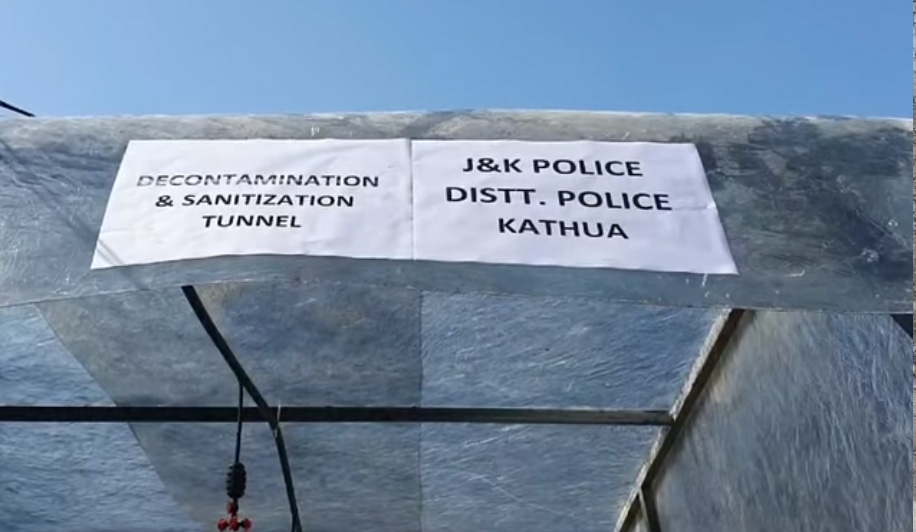 DECONTAMINATION
& SANITIZATION
TUNNEL
J&K POLICE
DISTT. POLICE
KATHUA